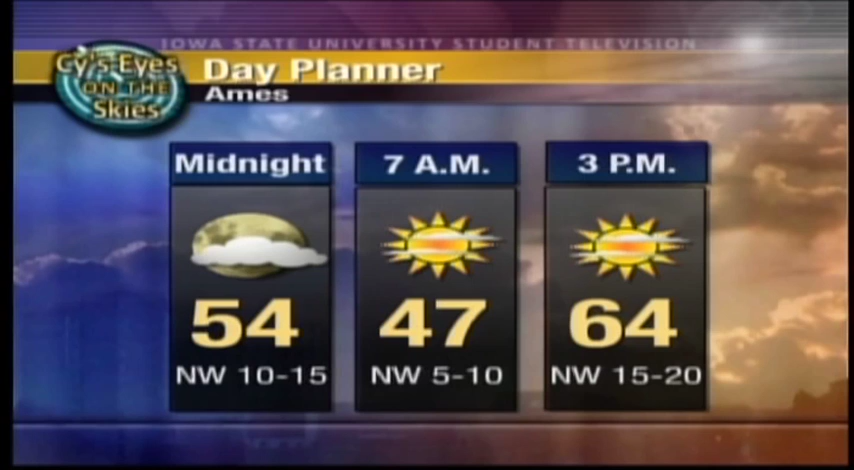 IOWA STATE UNIVERSITY STUDENT TELEVISION
Cy's Eyes
ON THE
Skies
Day Planner
Ames
Midnight
7 A.M.
3 P.M.
54
47
64
NW 10-15
NW 5-10
NW 15-20